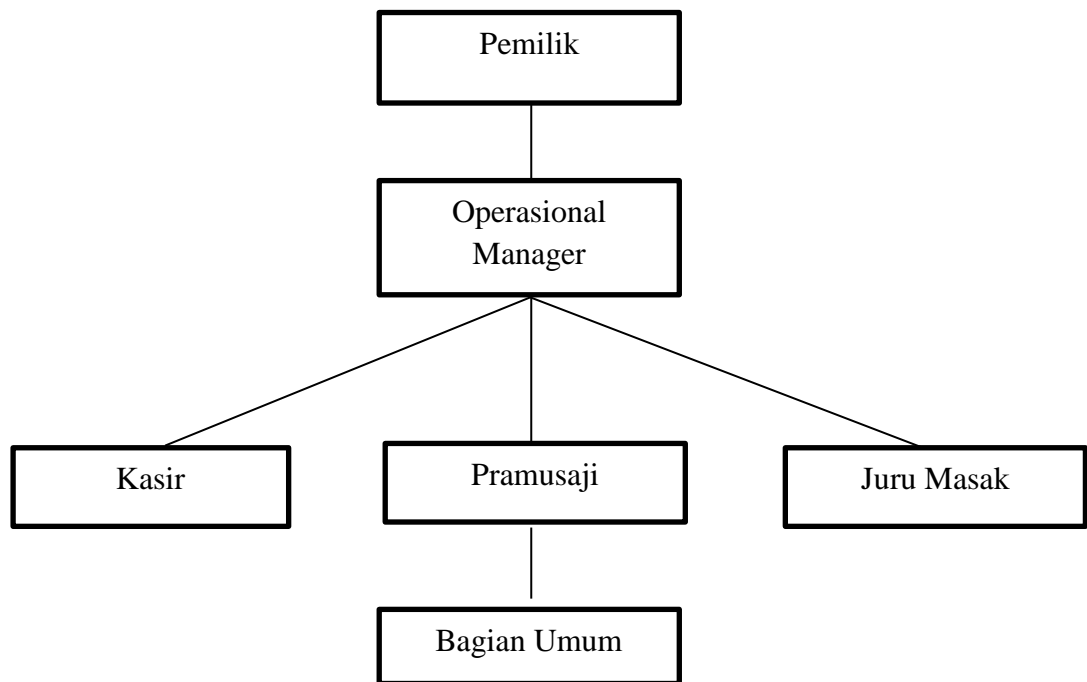 Pemilik
Operasional
Manager
Kasir
Pramusaji
Juru Masak
Bagian Umum